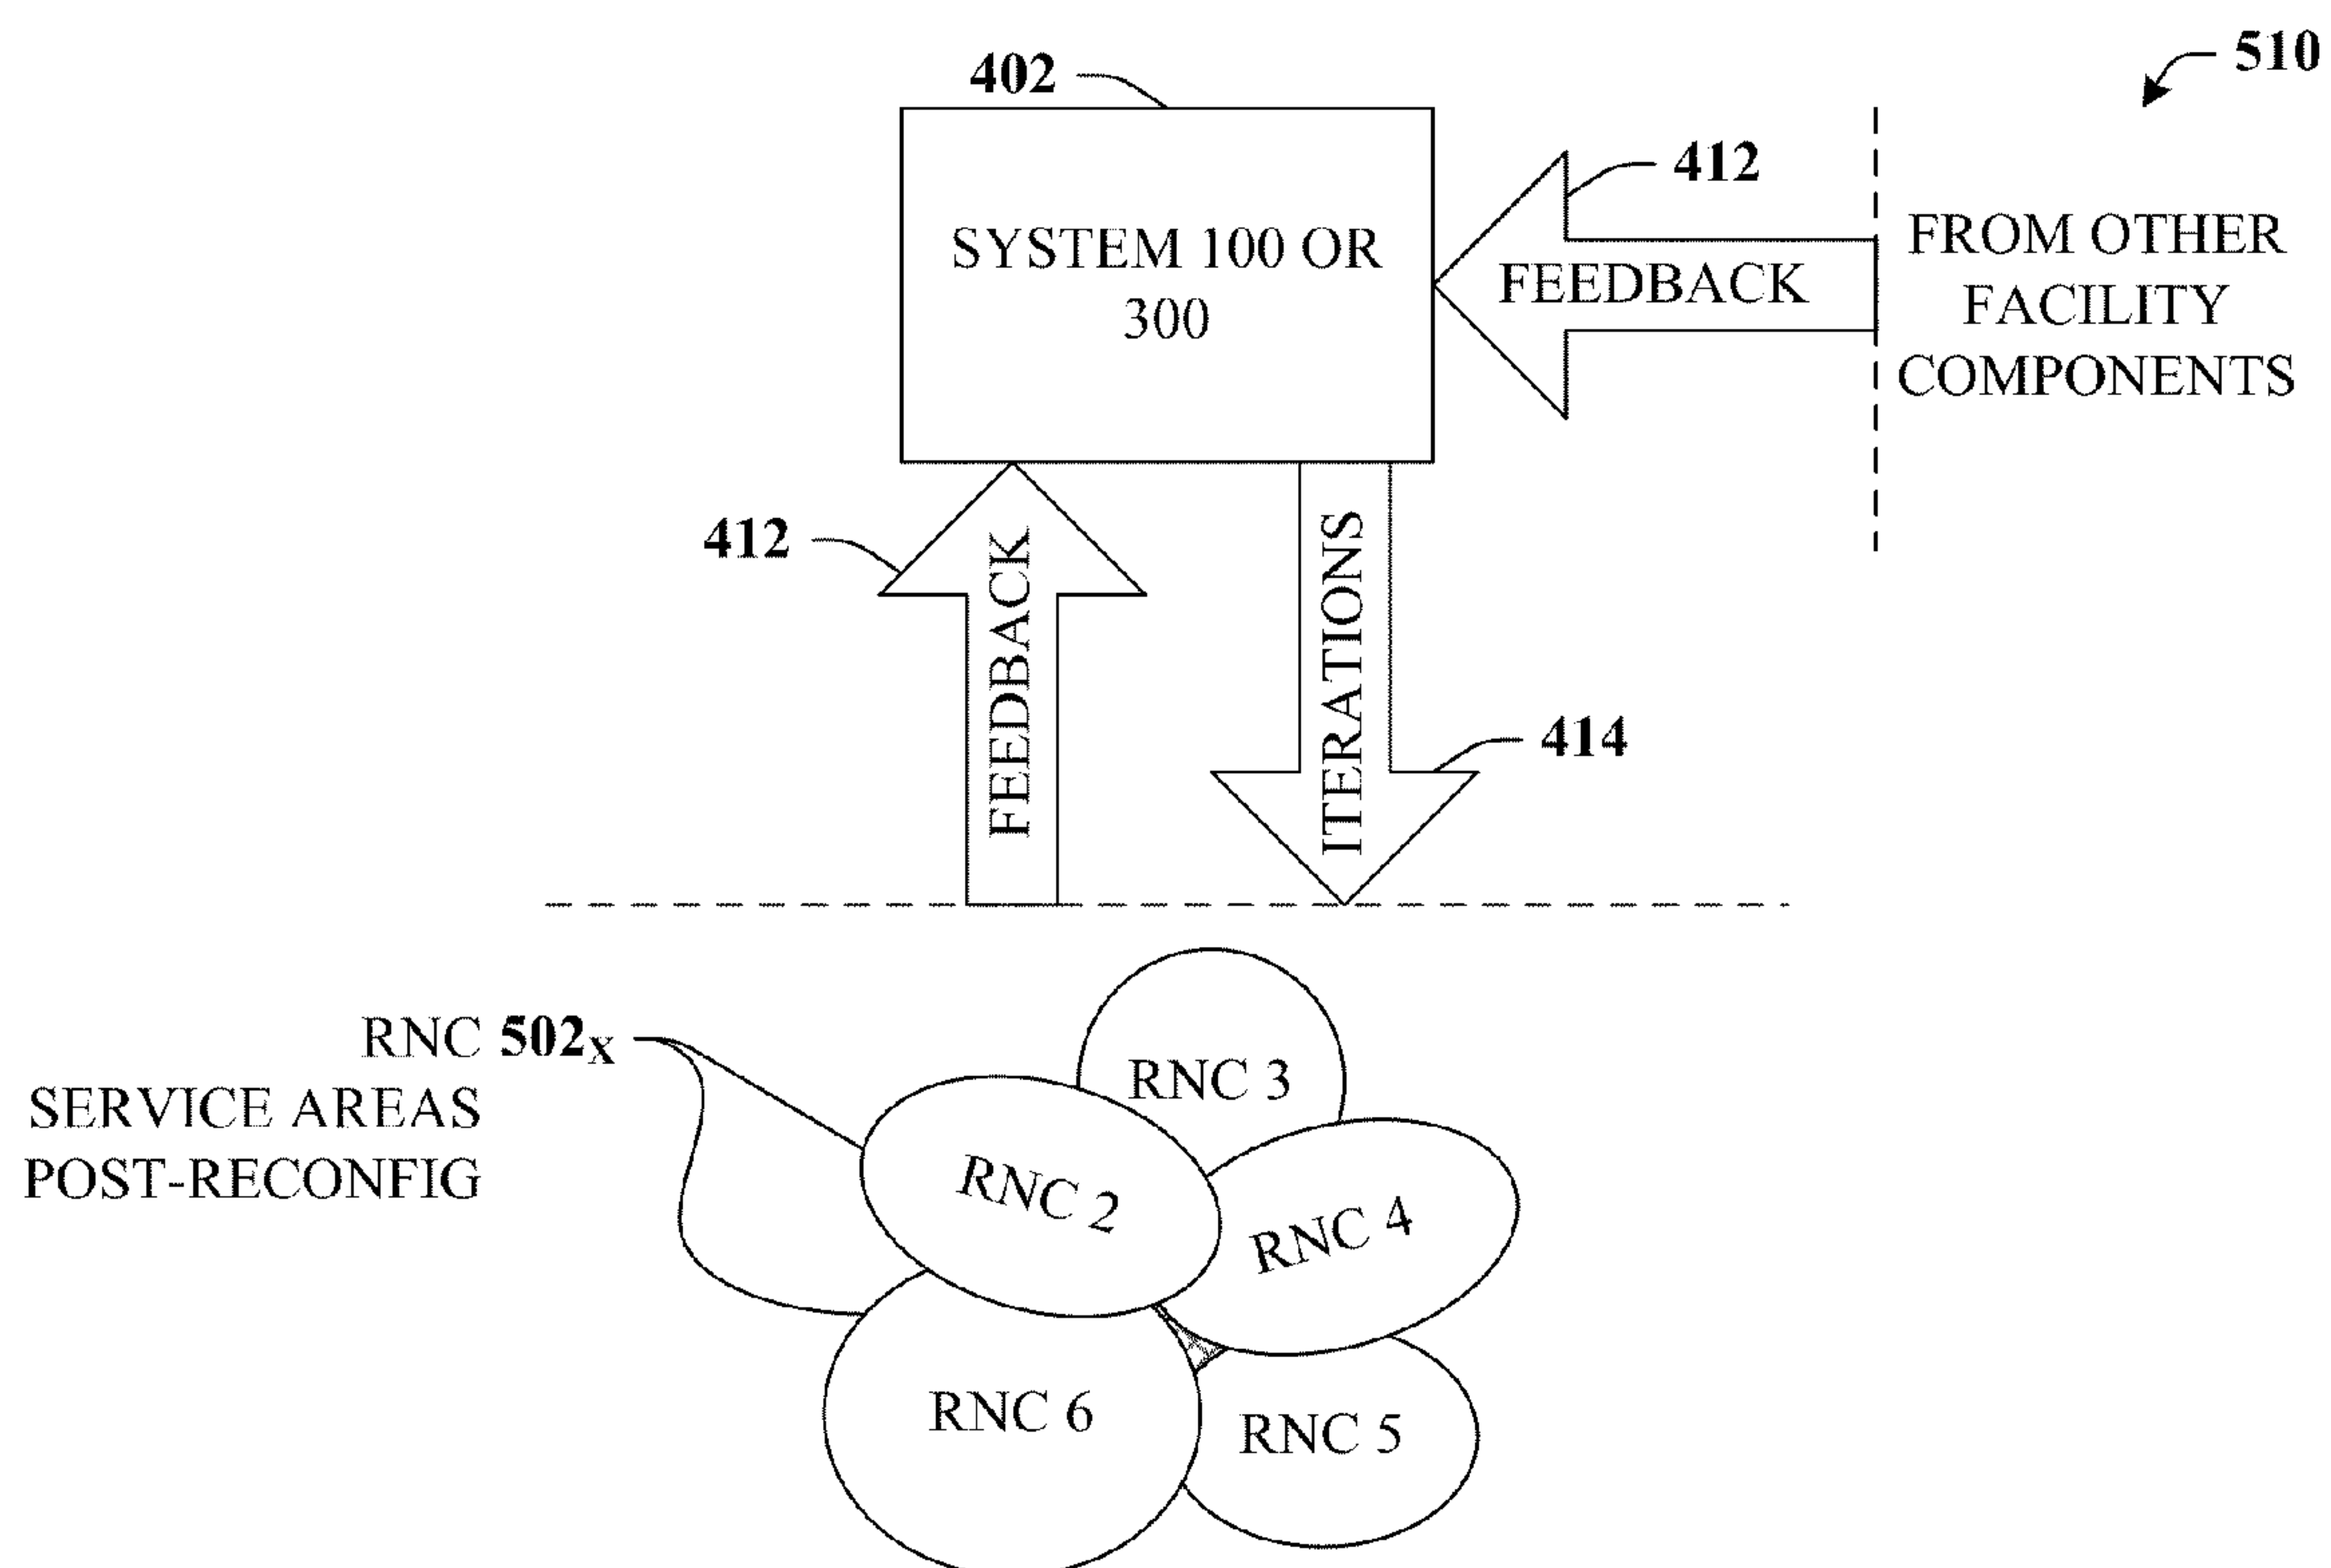 510
402
412
SYSTEM 100 OR
300
FEEDBACK
FROM OTHER
FACILITY
COMPONENTS
412
FEEDBACK
ITERATIONS
414
RNC 502X
SERVICE AREAS
POST-RECONFIG
RNC 3
RNC 2
RNC 4
RNC 6
RNC 5